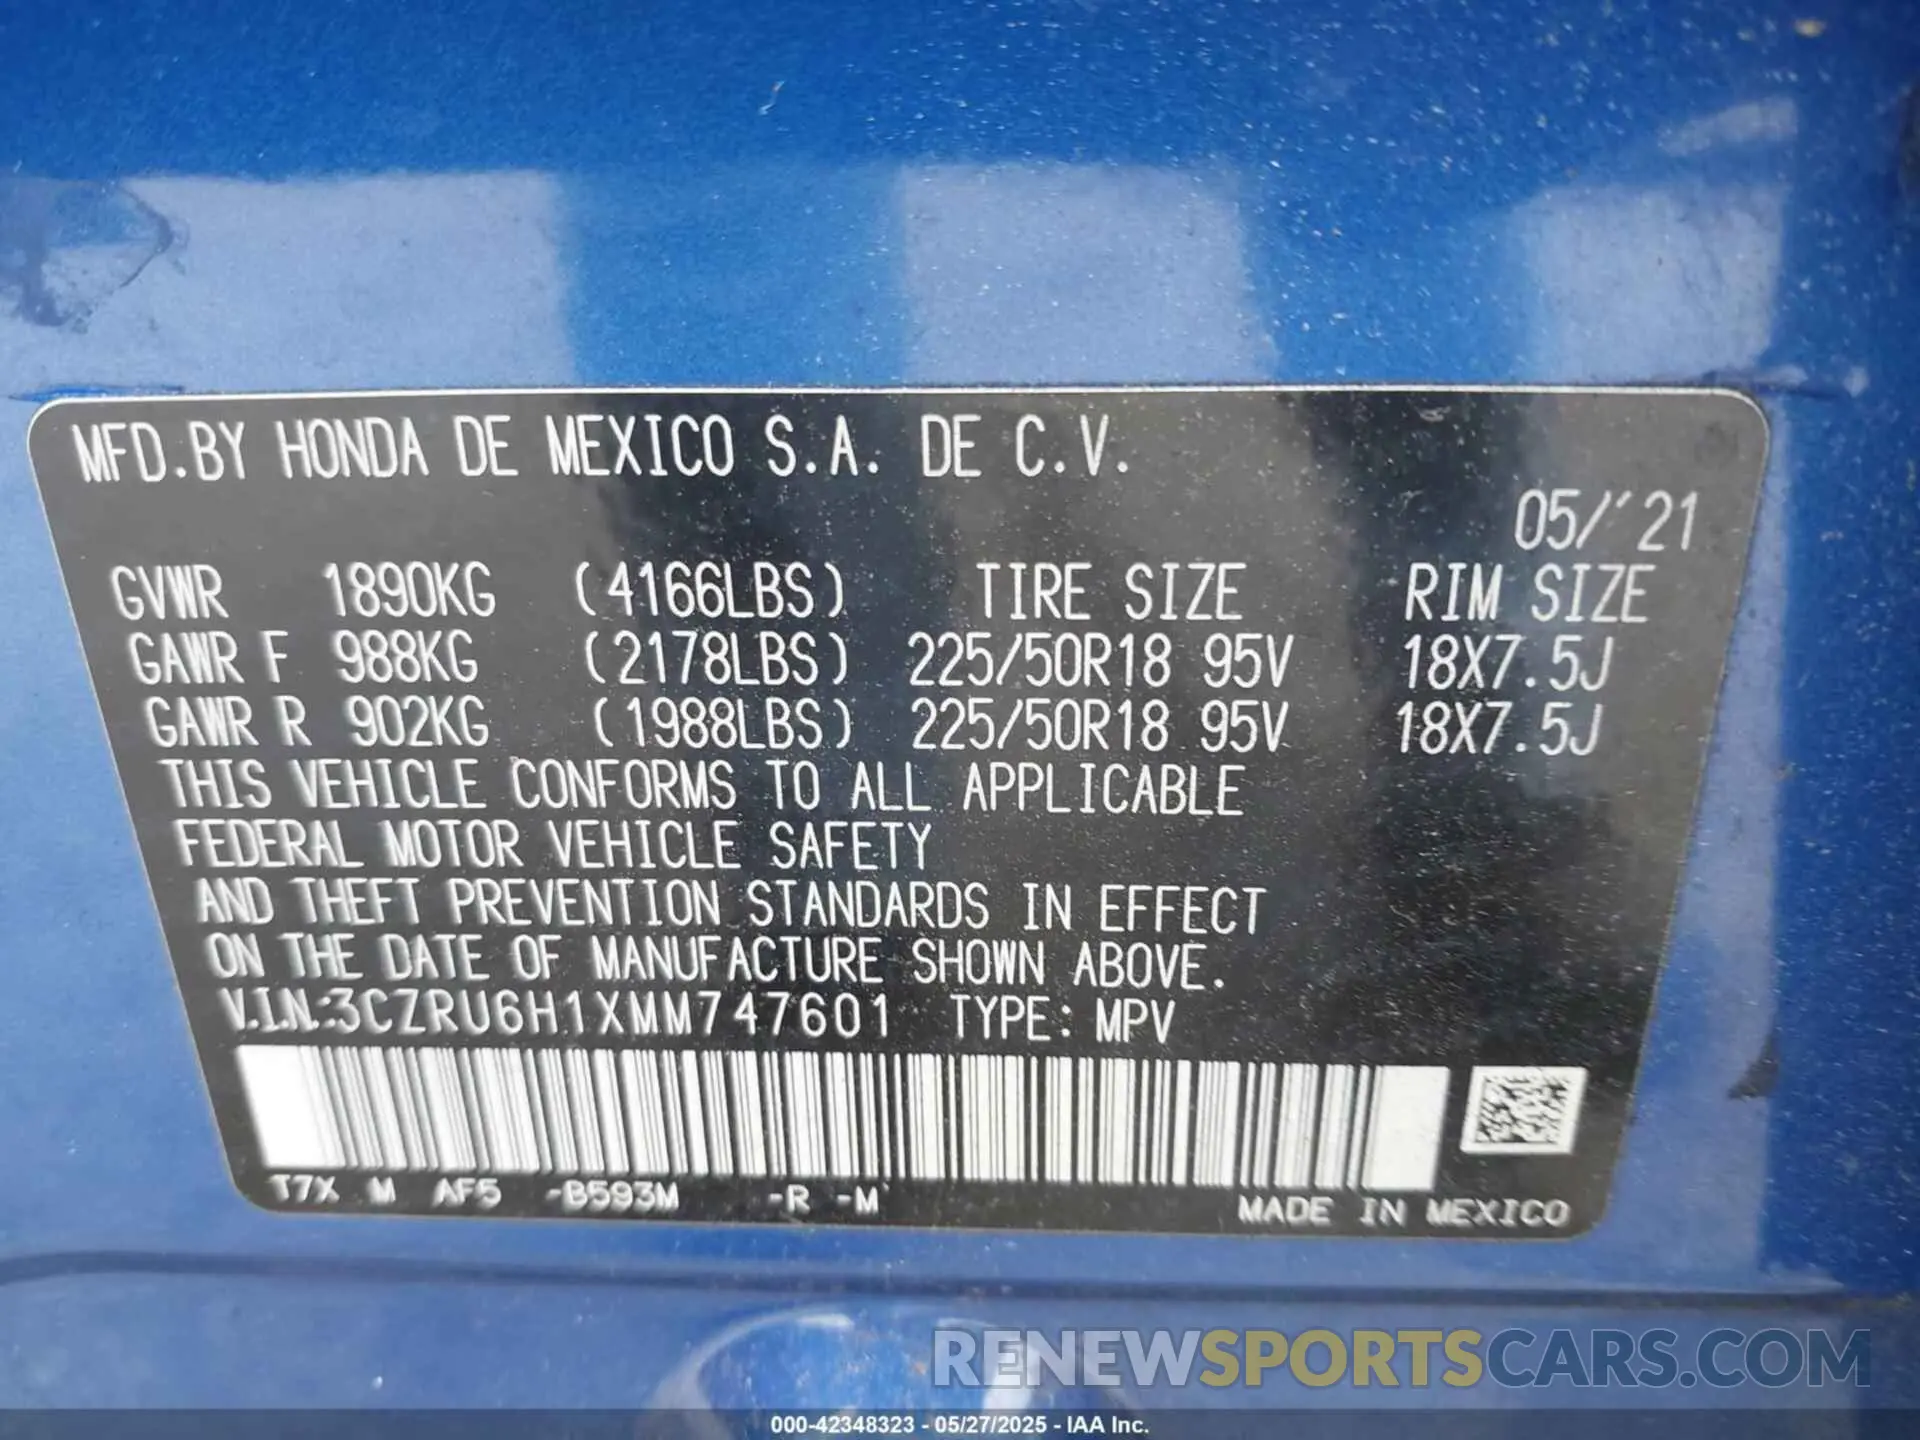 MFD.BY HONDA DE MEXICO S.A. DE C.V.
05/'21
GVWR 1890KG (4166LBS) TIRE SIZE RIM SIZE
GAWR F 988KG (2178LBS) 225/50R18 95V 18X7.5J
GAWR R 902KG (1988LBS) 225/50R18 95V 18X7.5J
THIS VEHICLE CONFORMS TO ALL APPLICABLE
FEDERAL MOTOR VEHICLE SAFETY
AND THEFT PREVENTION STANDARDS IN EFFECT
ON THE DATE OF MANUFACTURE SHOWN ABOVE.
V.I.N.:3CZRU6H1XMM747601 TYPE: MPV
T7X M AF5 -B593M -R -M
MADE IN MEXICO
RENEWSPORTSCARS.COM
000-42348323 - 05/27/2025 - IAA Inc.